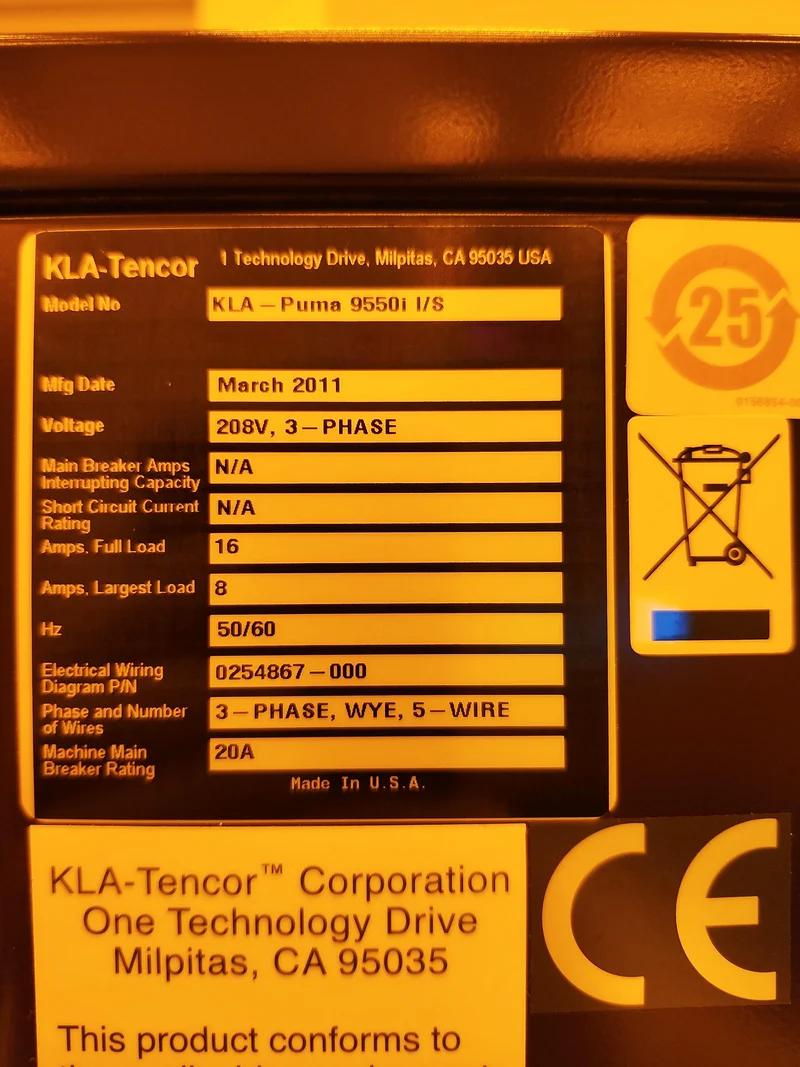 KLA-Tencor 1 Technology Drive, Milpitas, CA 95035 USA
Model No KLA – Puma 9550i I/S
Mfg Date March 2011
Voltage 208V, 3–PHASE
Main Breaker Amps
Interrupting Capacity N/A
Short Circuit Current
Rating N/A
Amps, Full Load 16
Amps, Largest Load 8
Hz 50/60
Electrical Wiring
Diagram P/N 0254867–000
Phase and Number
of Wires 3–PHASE, WYE, 5–WIRE
Machine Main
Breaker Rating 20A
Made In U.S.A.
25
KLA-Tencor™ Corporation
One Technology Drive
Milpitas, CA 95035
This product conforms to
CE